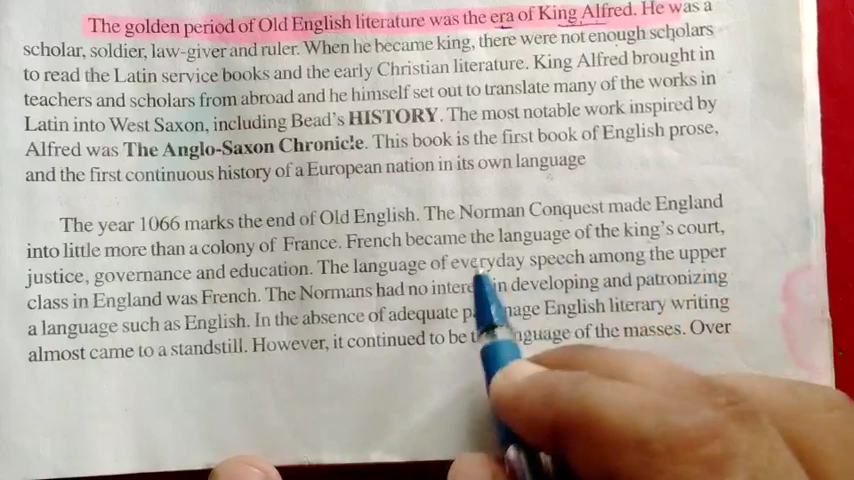 The golden period of Old English literature was the era of King Alfred. He was a
scholar, soldier, law-giver and ruler. When he became king, there were not enough scholars
to read the Latin service books and the early Christian literature. King Alfred brought in
teachers and scholars from abroad and he himself set out to translate many of the works in
Latin into West Saxon, including Bead's HISTORY. The most notable work inspired by
Alfred was The Anglo-Saxon Chronicle. This book is the first book of English prose,
and the first continuous history of a European nation in its own language
The year 1066 marks the end of Old English. The Norman Conquest made England
into little more than a colony of France. French became the language of the king's court,
justice, governance and education. The language of everyday speech among the upper
class in England was French. The Normans had no in developing and patronizing
a language such as English. In the absence of adequate English literary writing
almost came to a standstill. However, it continued to be of the masses. Over